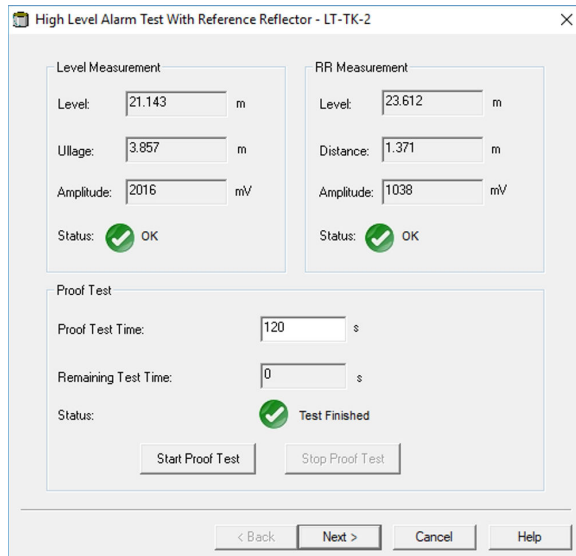 High Level Alarm Test With Reference Reflector - LT-TK-2
Level Measurement
Level: 21.143 m
Ullage: 3.857 m
Amplitude: 2016 mV
Status: OK
RR Measurement
Level: 23.612 m
Distance: 1.371 m
Amplitude: 1038 mV
Status: OK
Proof Test
Proof Test Time: 120 s
Remaining Test Time: 0 s
Status: Test Finished
Start Proof Test Stop Proof Test
< Back Next > Cancel Help